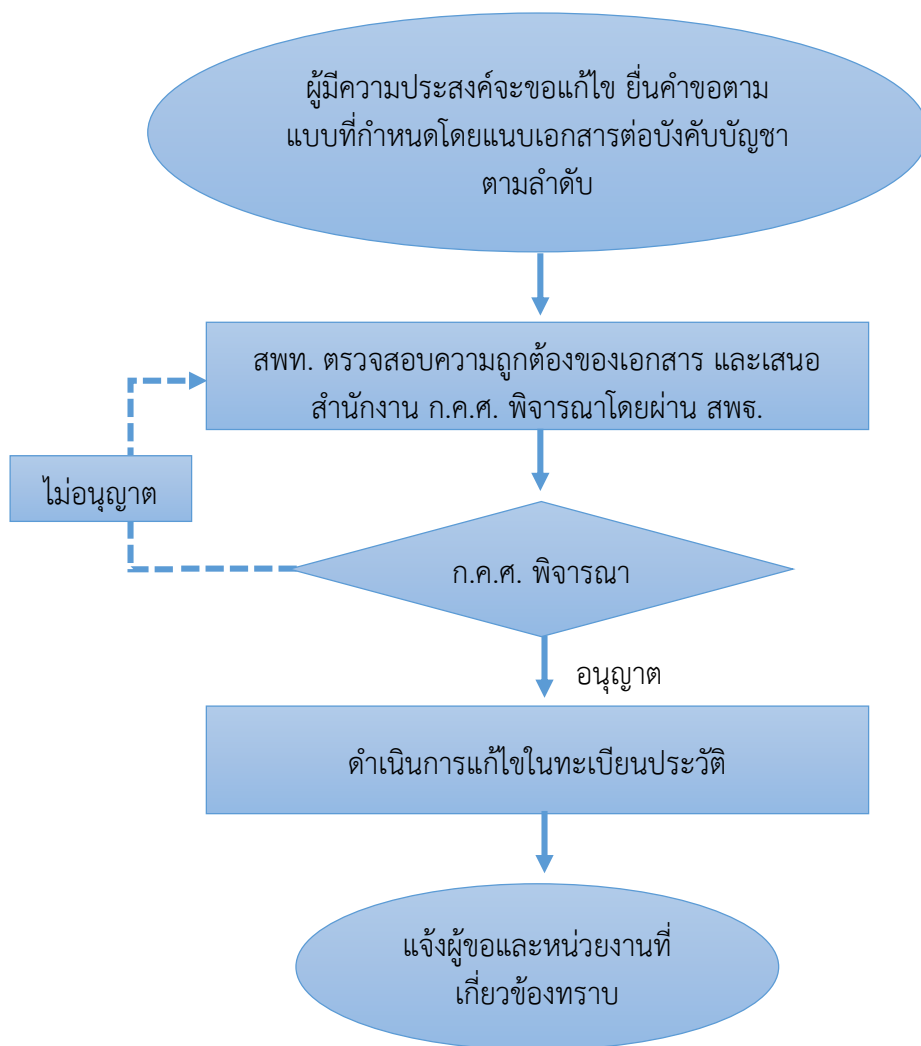 ผู้มีความประสงค์จะขอแก้ไข ยื่นคำขอตาม
แบบที่กำหนดโดยแนบเอกสารต่อบังคับบัญชา
ตามลำดับ
สพท. ตรวจสอบความถูกต้องของเอกสาร และเสนอ
สำนักงาน ก.ค.ศ. พิจารณาโดยผ่าน สพฐ.
ไม่อนุญาต
ก.ค.ศ. พิจารณา
อนุญาต
ดำเนินการแก้ไขในทะเบียนประวัติ
แจ้งผู้ขอและหน่วยงานที่
เกี่ยวข้องทราบ